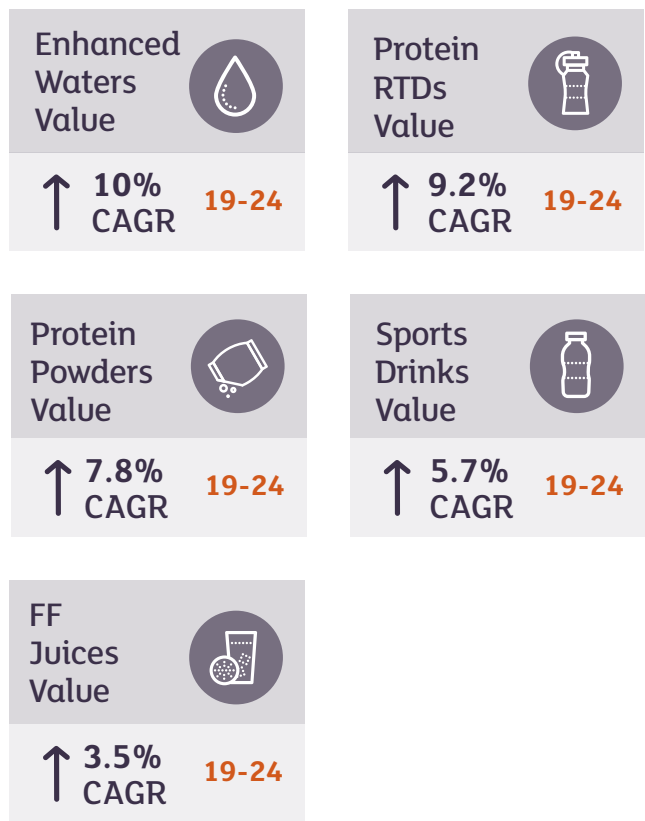 Enhanced
Waters
Value
10%
CAGR
19-24
Protein
RTDs
Value
9.2%
CAGR
19-24
Protein
Powders
Value
7.8%
CAGR
19-24
Sports
Drinks
Value
5.7%
CAGR
19-24
FF
Juices
Value
3.5%
CAGR
19-24